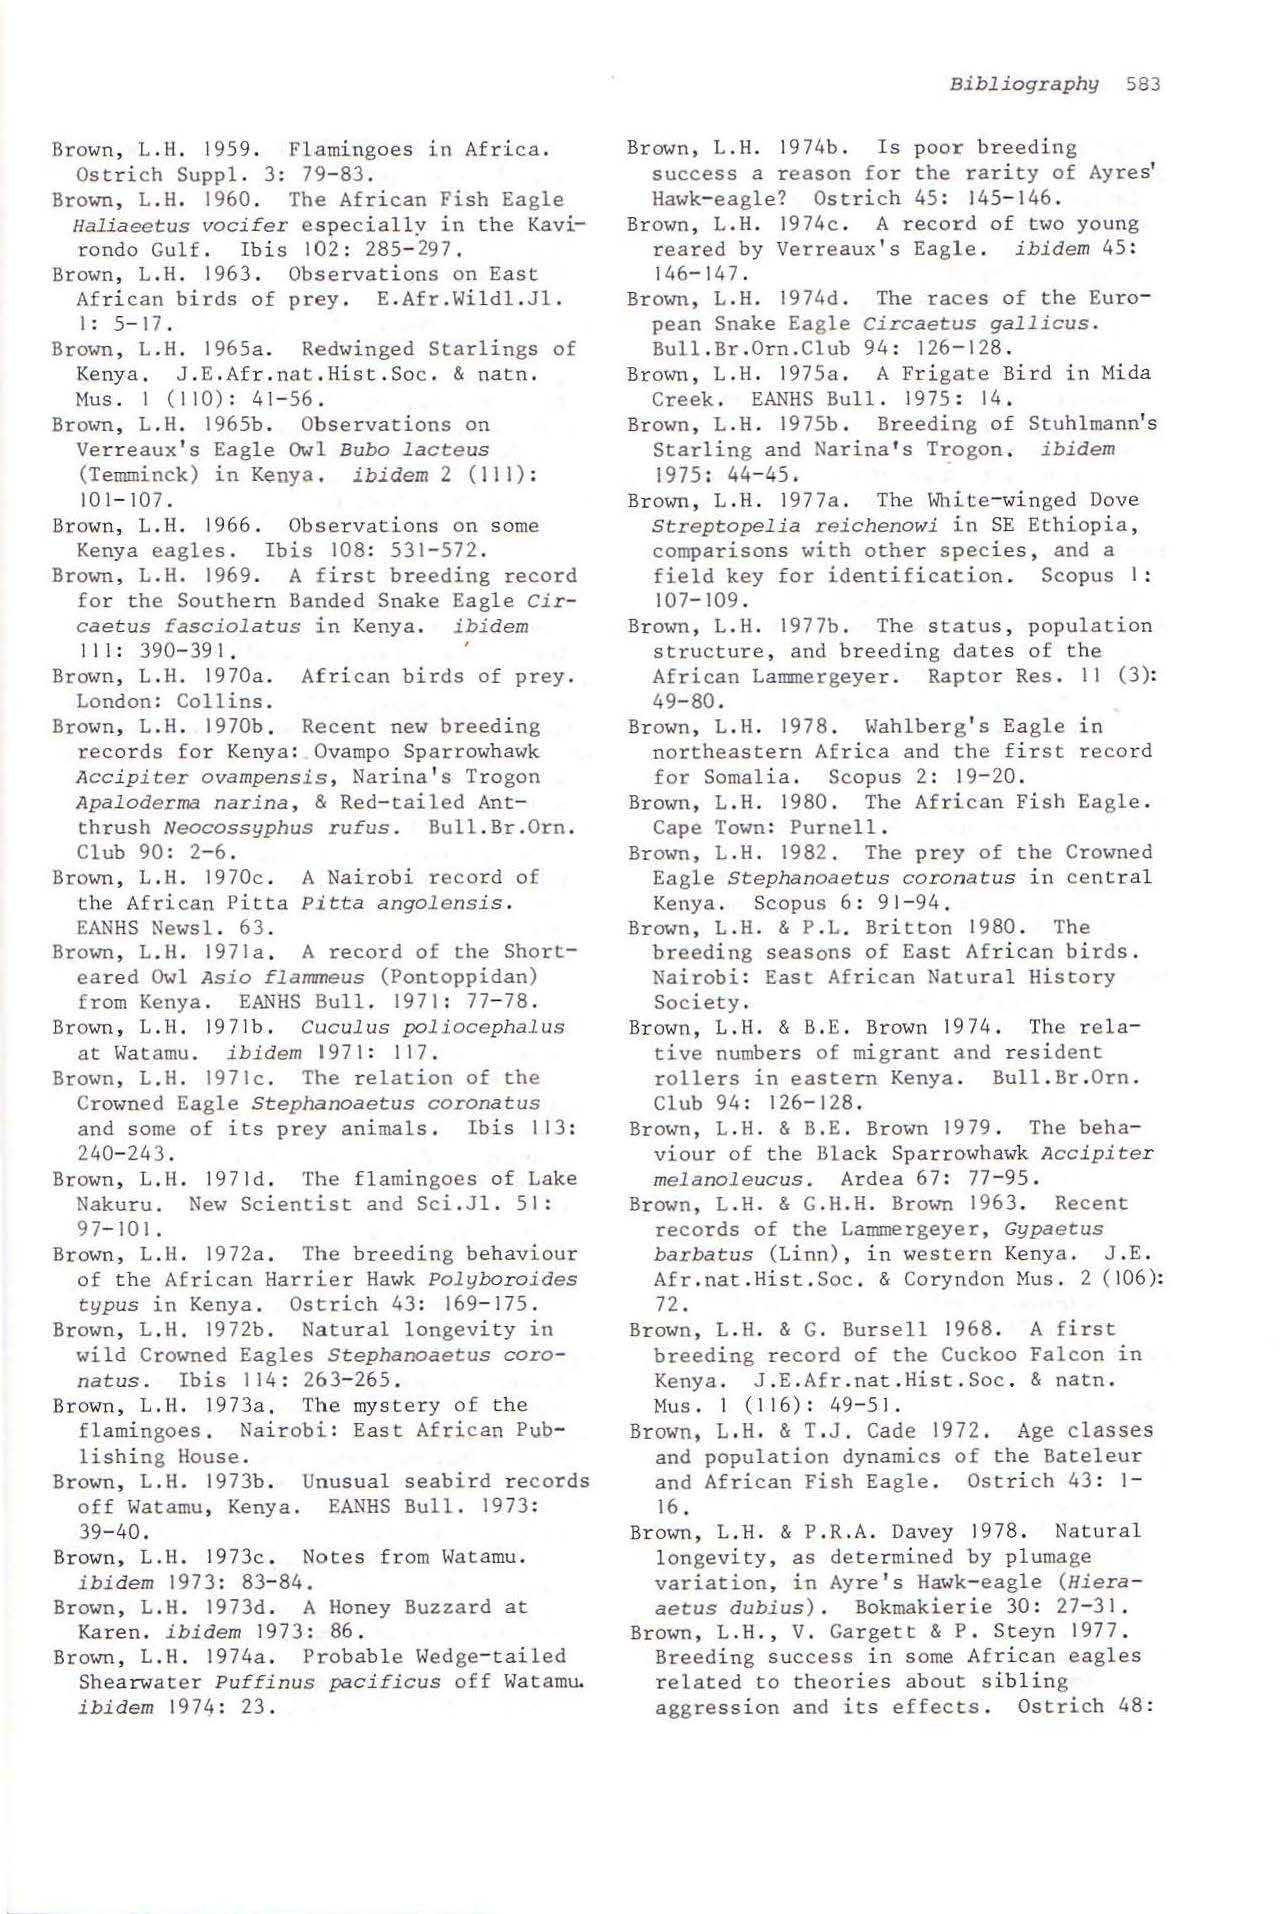 Bibliography 583
Brown, L.H. 1959. Flamingoes in Africa.
Ostrich Suppl. 3: 79-83.
Brown, L.H. 1960. The African Fish Eagle
Haliaeetus vocifer especially in the Kavi-
rondo Gulf. Ibis 102: 285-297.
Brown, L.H. 1963. Observations on East
African birds of prey. E.Afr.Wildl.Jl.
1: 5-17.
Brown, L.H. 1965a. Redwinged Starlings of
Kenya. J.E.Afr.nat.Hist.Soc. & natn.
Mus. 1 (110): 41-56.
Brown, L.H. 1965b. Observations on
Verreaux's Eagle Owl Bubo lacteus
(Temminck) in Kenya. ibidem 2 (111):
101-107.
Brown, L.H. 1966. Observations on some
Kenya eagles. Ibis 108: 531-572.
Brown, L.H. 1969. A first breeding record
for the Southern Banded Snake Eagle Cir-
caetus fasciolatus in Kenya. ibidem
111: 390-391.
Brown, L.H. 1970a. African birds of prey.
London: Collins.
Brown, L.H. 1970b. Recent new breeding
records for Kenya: Ovampo Sparrowhawk
Accipiter ovampensis, Narina's Trogon
Apaloderma narina, & Red-tailed Ant-
thrush Neocossyphus rufus. Bull.Br.Orn.
Club 90: 2-6.
Brown, L.H. 1970c. A Nairobi record of
the African Pitta Pitta angolensis.
EANHS Newsl. 63.
Brown, L.H. 1971a. A record of the Short-
eared Owl Asio flammeus (Pontoppidan)
from Kenya. EANHS Bull. 1971: 77-78.
Brown, L.H. 1971b. Cuculus poliocephalus
at Watamu. ibidem 1971: 117.
Brown, L.H. 1971c. The relation of the
Crowned Eagle Stephanoaetus coronatus
and some of its prey animals. Ibis 113:
240-243.
Brown, L.H. 1971d. The flamingoes of Lake
Nakuru. New Scientist and Sci.Jl. 51:
97-101.
Brown, L.H. 1972a. The breeding behaviour
of the African Harrier Hawk Polyboroides
typus in Kenya. Ostrich 43: 169-175.
Brown, L.H. 1972b. Natural longevity in
wild Crowned Eagles Stephanoaetus coro-
natus. Ibis 114: 263-265.
Brown, L.H. 1973a. The mystery of the
flamingoes. Nairobi: East African Pub-
lishing House.
Brown, L.H. 1973b. Unusual seabird records
off Watamu, Kenya. EANHS Bull. 1973:
39-40.
Brown, L.H. 1973c. Notes from Watamu.
ibidem 1973: 83-84.
Brown, L.H. 1973d. A Honey Buzzard at
Karen. ibidem 1973: 86.
Brown, L.H. 1974a. Probable Wedge-tailed
Shearwater Puffinus pacificus off Watamu.
ibidem 1974: 23.
Brown, L.H. 1974b. Is poor breeding
success a reason for the rarity of Ayres'
Hawk-eagle? Ostrich 45: 145-146.
Brown, L.H. 1974c. A record of two young
reared by Verreaux's Eagle. ibidem 45:
146-147.
Brown, L.H. 1974d. The races of the Euro-
pean Snake Eagle Circaetus gallicus.
Bull.Br.Orn.Club 94: 126-128.
Brown, L.H. 1975a. A Frigate Bird in Mida
Creek. EANHS Bull. 1975: 14.
Brown, L.H. 1975b. Breeding of Stuhlmann's
Starling and Narina's Trogon. ibidem
1975: 44-45.
Brown, L.H. 1977a. The White-winged Dove
Streptopelia reichenowi in SE Ethiopia,
comparisons with other species, and a
field key for identification. Scopus 1:
107-109.
Brown, L.H. 1977b. The status, population
structure, and breeding dates of the
African Lammergeyer. Raptor Res. 11 (3):
49-80.
Brown, L.H. 1978. Wahlberg's Eagle in
northeastern Africa and the first record
for Somalia. Scopus 2: 19-20.
Brown, L.H. 1980. The African Fish Eagle.
Cape Town: Purnell.
Brown, L.H. 1982. The prey of the Crowned
Eagle Stephanoaetus coronatus in central
Kenya. Scopus 6: 91-94.
Brown, L.H. & P.L. Britton 1980. The
breeding seasons of East African birds.
Nairobi: East African Natural History
Society.
Brown, L.H. & B.E. Brown 1974. The rela-
tive numbers of migrant and resident
rollers in eastern Kenya. Bull.Br.Orn.
Club 94: 126-128.
Brown, L.H. & B.E. Brown 1979. The beha-
viour of the Black Sparrowhawk Accipiter
melanoleucus. Ardea 67: 77-95.
Brown, L.H. & G.H.H. Brown 1963. Recent
records of the Lammergeyer, Gypaetus
barbatus (Linn), in western Kenya. J.E.
Afr.nat.Hist.Soc. & Coryndon Mus. 2 (106):
72.
Brown, L.H. & G. Bursell 1968. A first
breeding record of the Cuckoo Falcon in
Kenya. J.E.Afr.nat.Hist.Soc. & natn.
Mus. 1 (116): 49-51.
Brown, L.H. & T.J. Cade 1972. Age classes
and population dynamics of the Bateleur
and African Fish Eagle. Ostrich 43: 1-
16.
Brown, L.H. & P.R.A. Davey 1978. Natural
longevity, as determined by plumage
variation, in Ayre's Hawk-eagle (Hiera-
aetus dubius). Bokmakierie 30: 27-31.
Brown, L.H., V. Gargett & P. Steyn 1977.
Breeding success in some African eagles
related to theories about sibling
aggression and its effects. Ostrich 48: